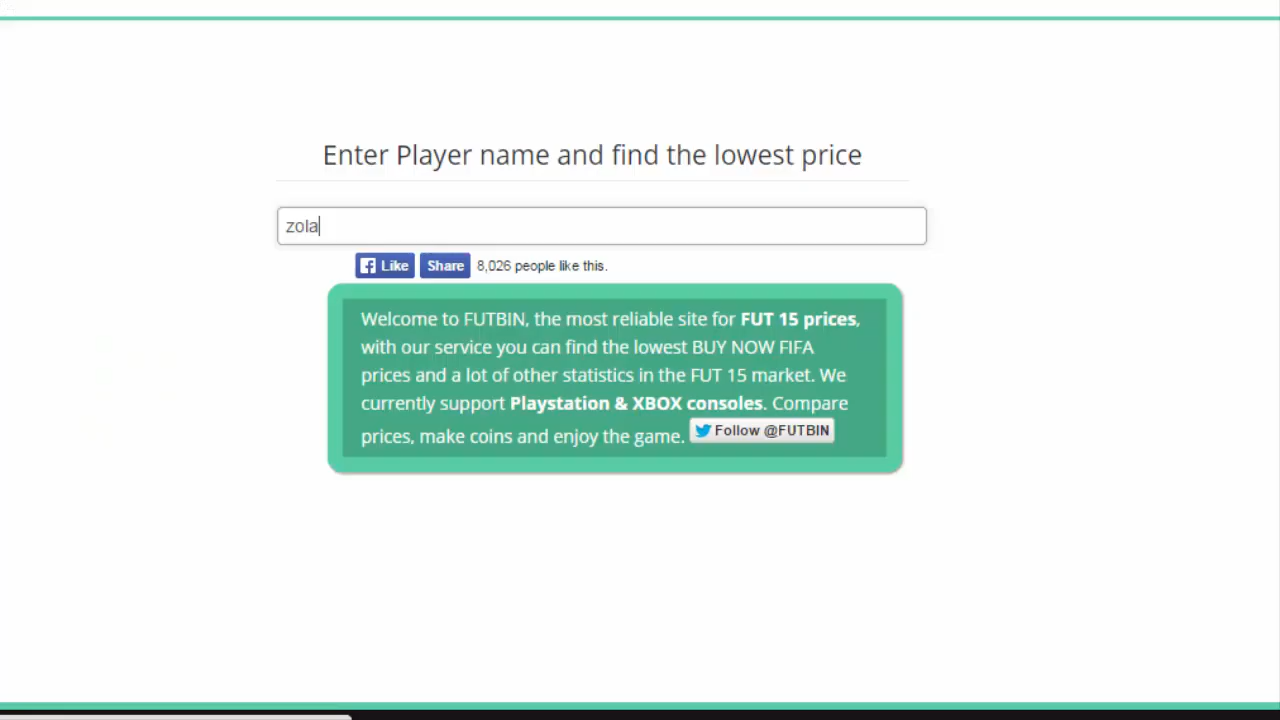 Enter Player name and find the lowest price
zola
Like Share 8,026 people like this.
Welcome to FUTBIN, the most reliable site for FUT 15 prices,
with our service you can find the lowest BUY NOW FIFA
prices and a lot of other statistics in the FUT 15 market. We
currently support Playstation & XBOX consoles. Compare
prices, make coins and enjoy the game. Follow @FUTBIN